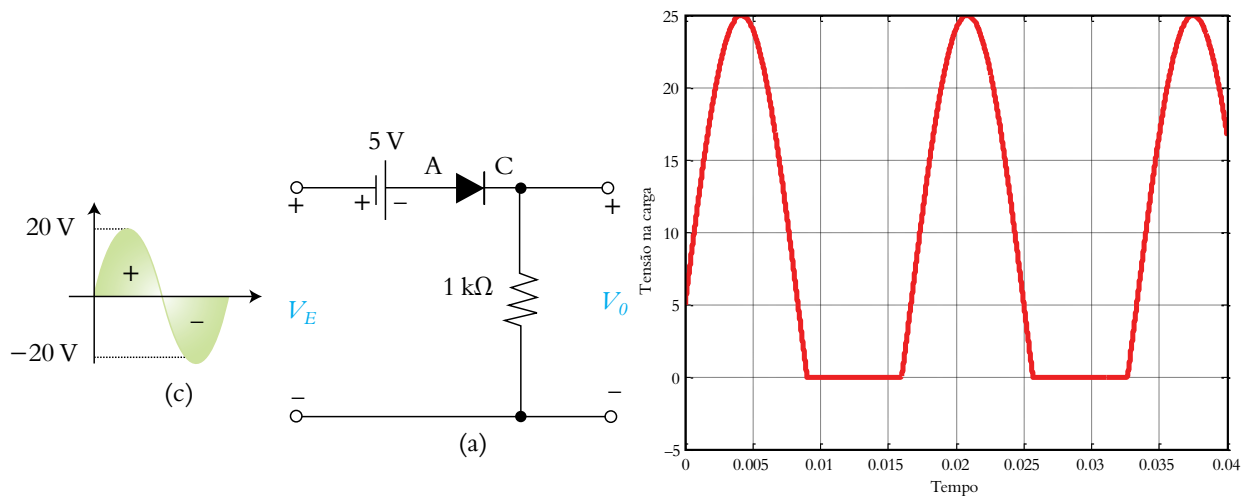 20 V
+
−
−20 V
(c)
5 V
A
C
+
+
−
+
1 kΩ
V_E
V_0
−
−
(a)
Tensão na carga
25
20
15
10
5
0
−5
0
0.005
0.01
0.015
0.02
0.025
0.03
0.035
0.04
Tempo